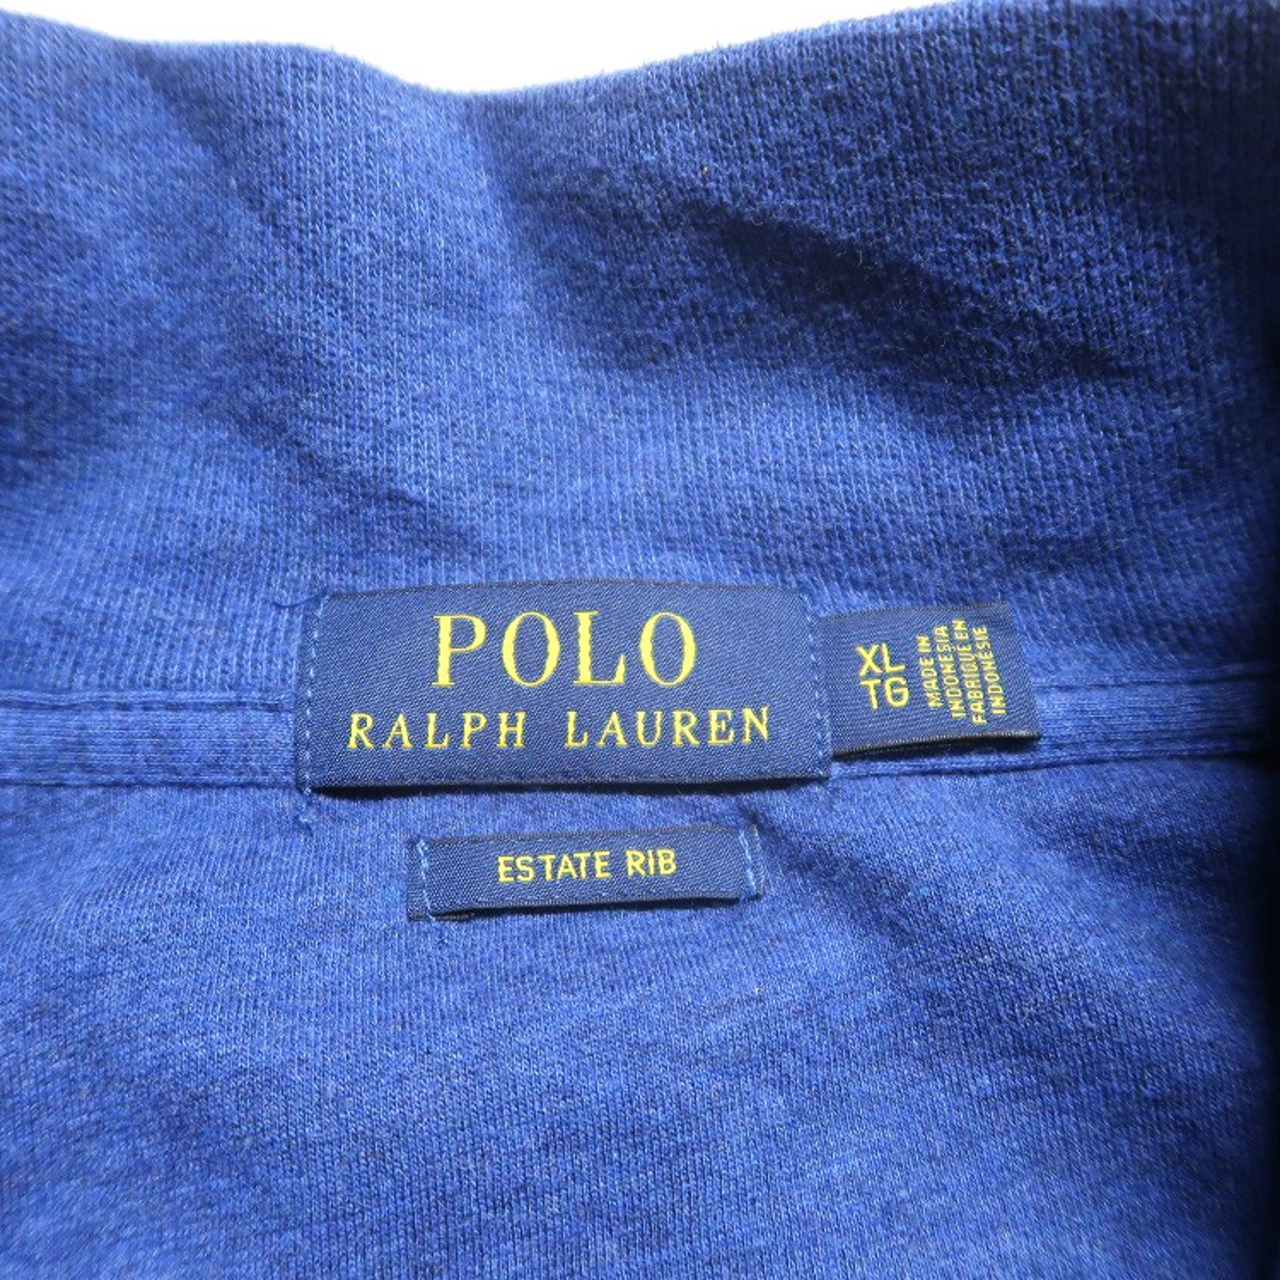 POLO
RALPH LAUREN
XL
TG
MADE IN
INDONESIA
FABRIQUÉ EN
INDONÉSIE
ESTATE RIB